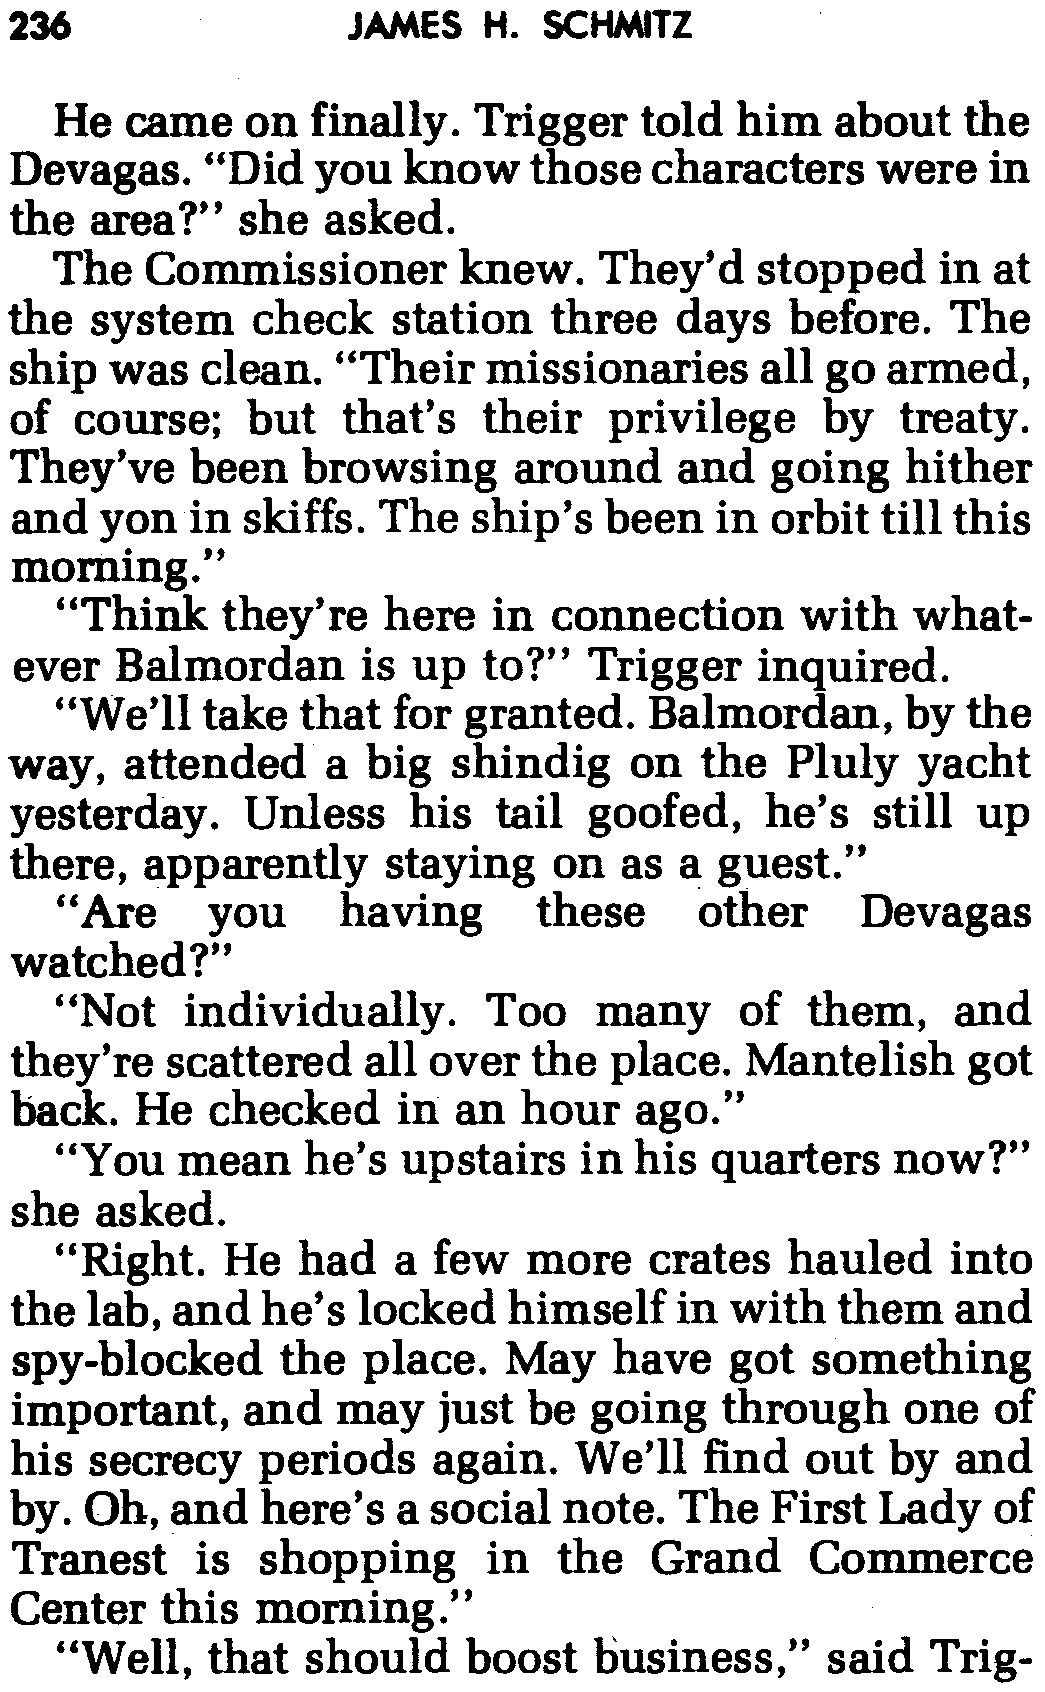 236 JAMES H. SCHMITZ
He came on finally. Trigger told him about the
Devagas. “Did you know those characters were in
the area?” she asked.
The Commissioner knew. They’d stopped in at
the system check station three days before. The
ship was clean. “Their missionaries all go armed,
of course; but that’s their privilege by treaty.
They’ve been browsing around and going hither
and yon in skiffs. The ship’s been in orbit till this
morning.”
“Think they’re here in connection with what-
ever Balmordan is up to?” Trigger inquired.
“We’ll take that for granted. Balmordan, by the
way, attended a big shindig on the Pluly yacht
yesterday. Unless his tail goofed, he’s still up
there, apparently staying on as a guest.”
“Are you having these other Devagas
watched?”
“Not individually. Too many of them, and
they’re scattered all over the place. Mantelish got
back. He checked in an hour ago.”
“You mean he’s upstairs in his quarters now?”
she asked.
“Right. He had a few more crates hauled into
the lab, and he’s locked himself in with them and
spy-blocked the place. May have got something
important, and may just be going through one of
his secrecy periods again. We’ll find out by and
by. Oh, and here’s a social note. The First Lady of
Tranest is shopping in the Grand Commerce
Center this morning.”
“Well, that should boost business,” said Trig-